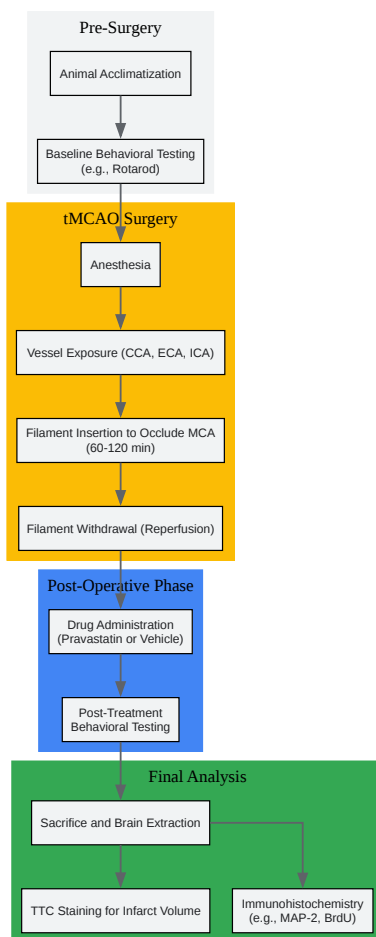 Pre-Surgery
Animal Acclimatization
Baseline Behavioral Testing
(e.g., Rotarod)
tMCAO Surgery
Anesthesia
Vessel Exposure (CCA, ECA, ICA)
Filament Insertion to Occlude MCA
(60-120 min)
Filament Withdrawal (Reperfusion)
Post-Operative Phase
Drug Administration
(Pravastatin or Vehicle)
Post-Treatment
Behavioral Testing
Final Analysis
Sacrifice and Brain Extraction
TTC Staining for Infarct Volume
Immunohistochemistry
(e.g., MAP-2, BrdU)